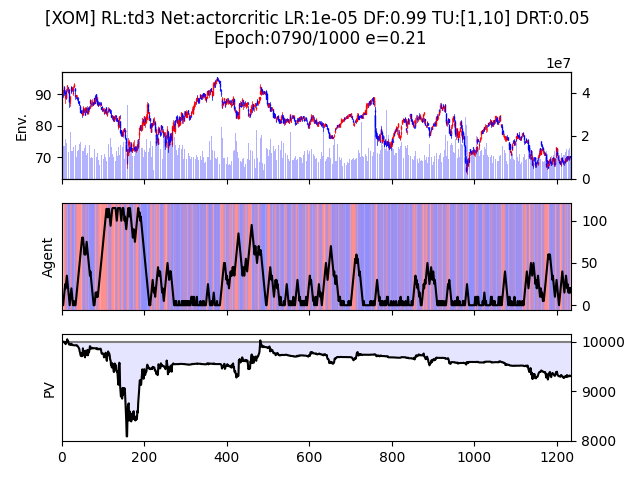 [XOM] RL:td3 Net:actorcritic LR:1e-05 DF:0.99 TU:[1,10] DRT:0.05
Epoch:0790/1000 e=0.21
1e7
Env.
90
80
70
4
2
0
Agent
100
50
0
PV
10000
9000
8000
0 200 400 600 800 1000 1200